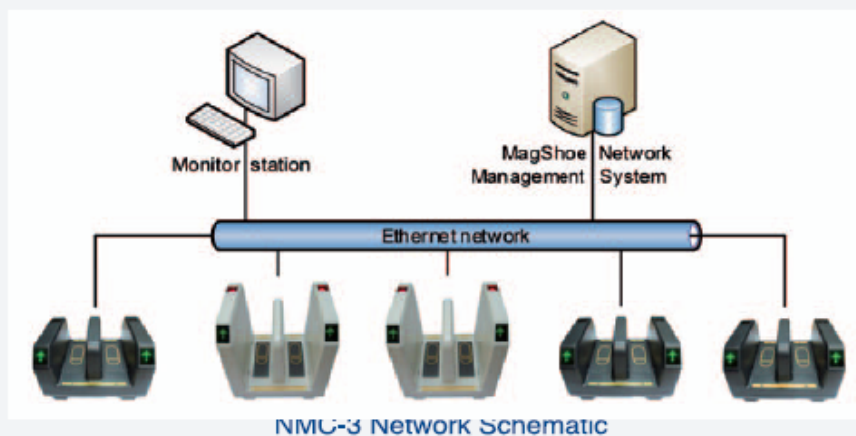 Monitor station
MagShoe Network
Management System
Ethernet network
NMC-3 Network Schematic